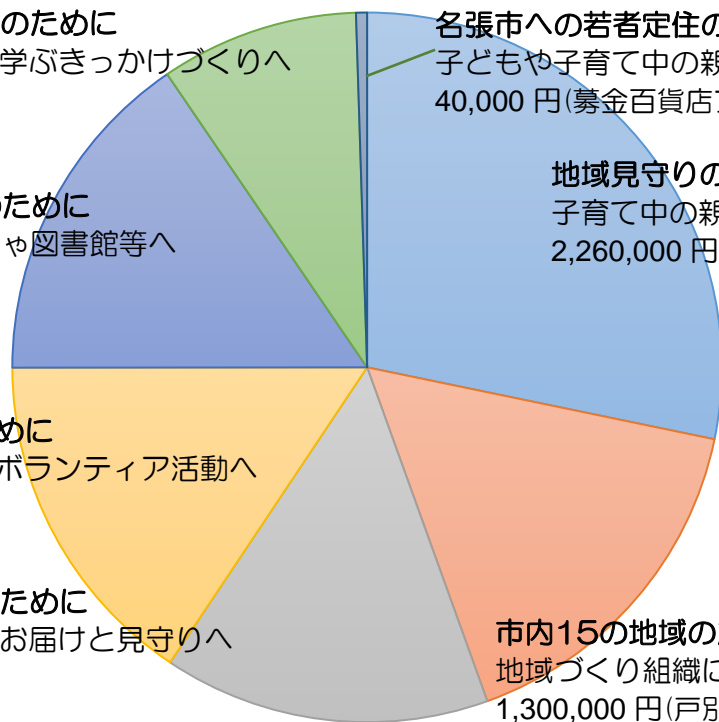 のために
学ぶきっかけづくりへ
名張市への若者定住の
子どもや子育て中の親
40,000 円(募金百貨店
地域見守りの
子育て中の親
2,260,000 円
のために
や図書館等へ
めに
ボランティア活動へ
ために
お届けと見守りへ
市内15の地域の
地域づくり組織に
1,300,000 円(戸別